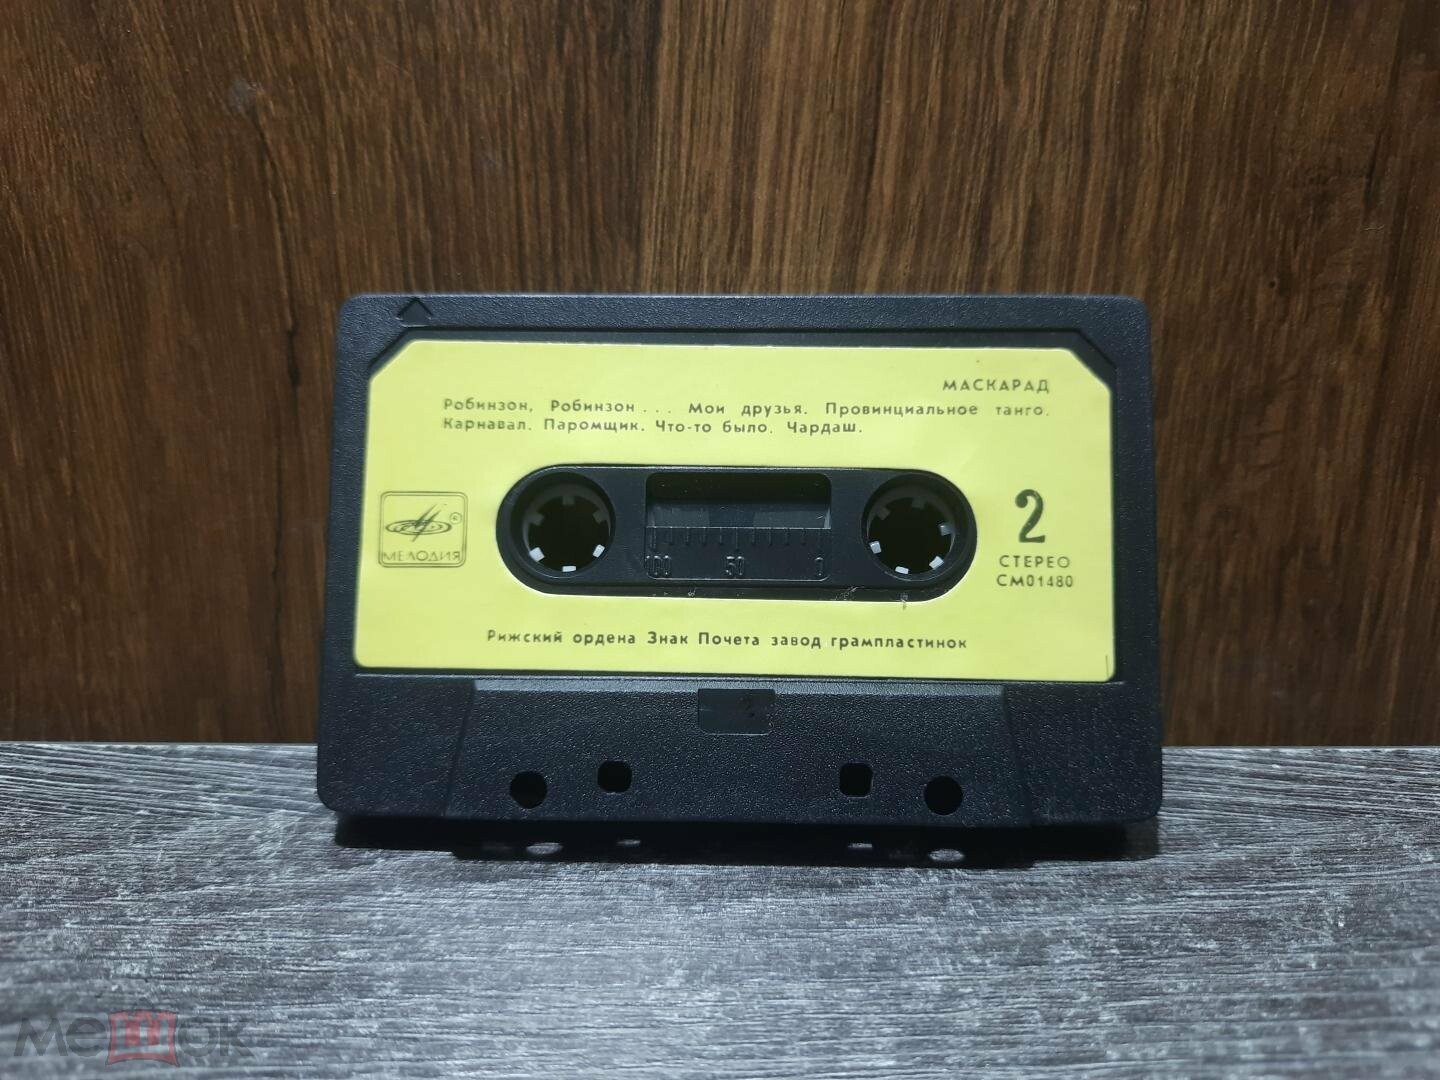 МАСКАРАД
Робинзон, Робинзон... Мои друзья. Провинциальное танго.
Карнавал. Паромщик. Что-то было. Чардаш.
МЕЛОДИЯ
®
100 50 0
2
СТЕРЕО
СМ01480
Рижский ордена Знак Почета завод грампластинок
2
Мешок